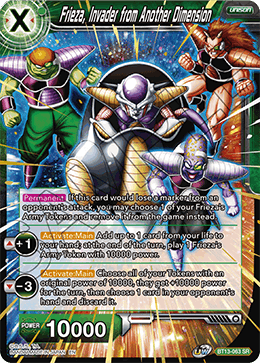 X
Frieza, Invader from Another Dimension
UNISON
Permanent If this card would lose a marker from an
opponent's attack, you may choose 1 of your Frieza's
Army Tokens and remove it from the game instead.
+1 Activate:Main Add up to 1 card from your life to
your hand; at the end of the turn, play 1 Frieza's
Army Token with 10000 power.
-3 Activate:Main Choose all of your Tokens with an
original power of 10000, they get +10000 power
for the turn, then choose 1 card in your opponent's
hand and discard it.
POWER 10000
BT13-063 SR